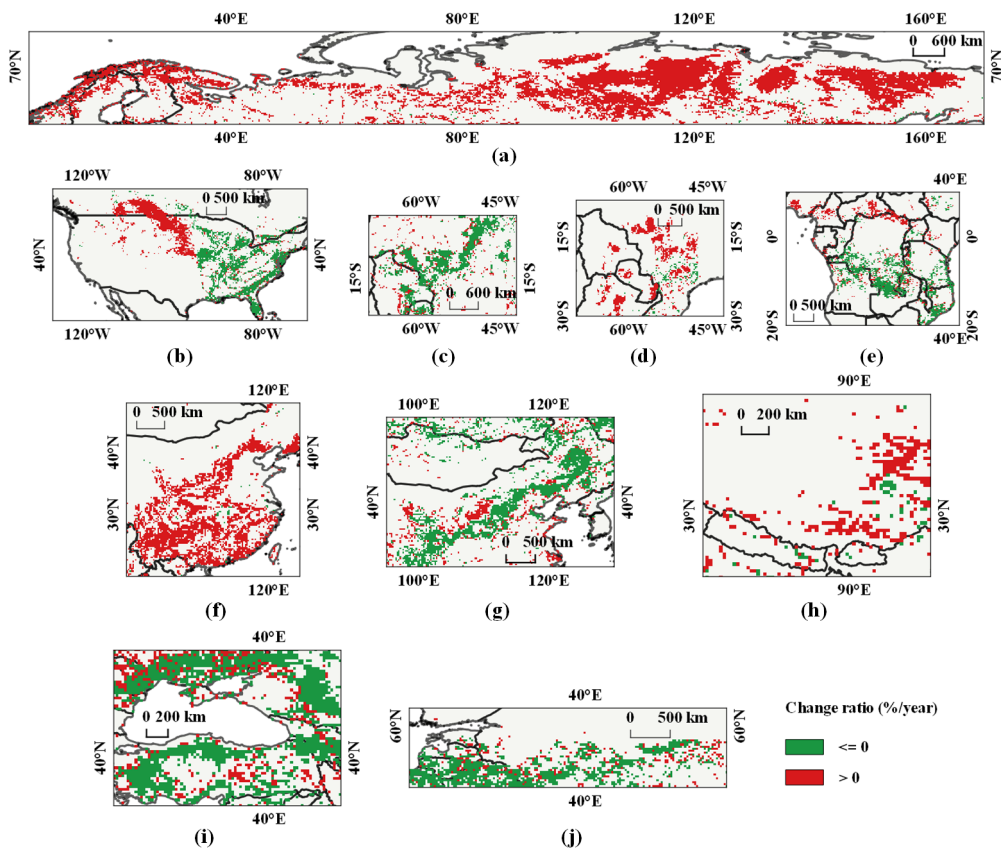 40°E 80°E 120°E 160°E
70°N 0 600 km 70°N
40°E 80°E 120°E 160°E
(a)
120°W 80°W
0 500 km
40°N 40°N
120°W 80°W
(b)
60°W 45°W
15°S 15°S
0 600 km
60°W 45°W
(c)
60°W 45°W
0 500 km
15°S 15°S
30°S 30°S
60°W 45°W
(d)
40°E
0° 0°
0 500 km
20°S 20°S
40°E
(e)
120°E
0 500 km
40°N 40°N
30°N 30°N
120°E
(f)
100°E 120°E
40°N 40°N
0 500 km
100°E 120°E
(g)
90°E
0 200 km
30°N 30°N
90°E
(h)
40°E
0 200 km
40°N 40°N
40°E
(i)
40°E
60°N 0 500 km 60°N
40°E
(j)
Change ratio (%/year)
<= 0
> 0